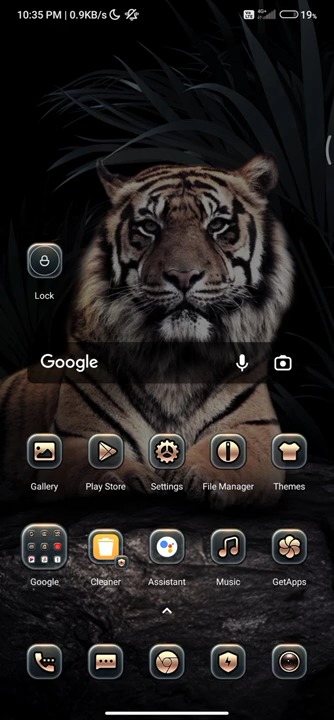 10:35 PM | 0.9KB/s 4G+ 19%
Lock
Google
Gallery Play Store Settings File Manager Themes
Google Cleaner Assistant Music GetApps